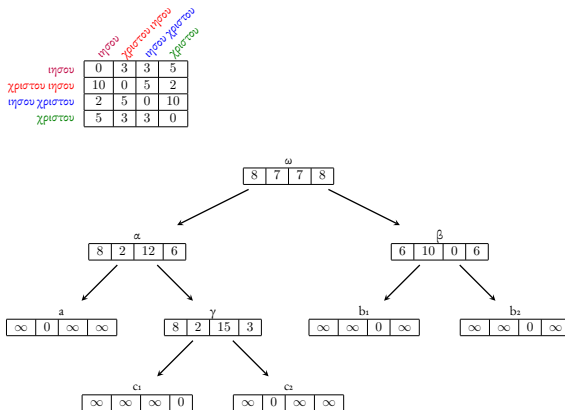 ιησου χριστου ιησου ιησου χριστου χριστου
ιησου 0 3 3 5
χριστου ιησου 10 0 5 2
ιησου χριστου 2 5 0 10
χριστου 5 3 3 0
ω
8 7 7 8
α β
8 2 12 6 6 10 0 6
a γ b1 b2
∞ 0 ∞ ∞ 8 2 15 3 ∞ ∞ 0 ∞ ∞ ∞ 0 ∞
c1 c2
∞ ∞ ∞ 0 ∞ 0 ∞ ∞